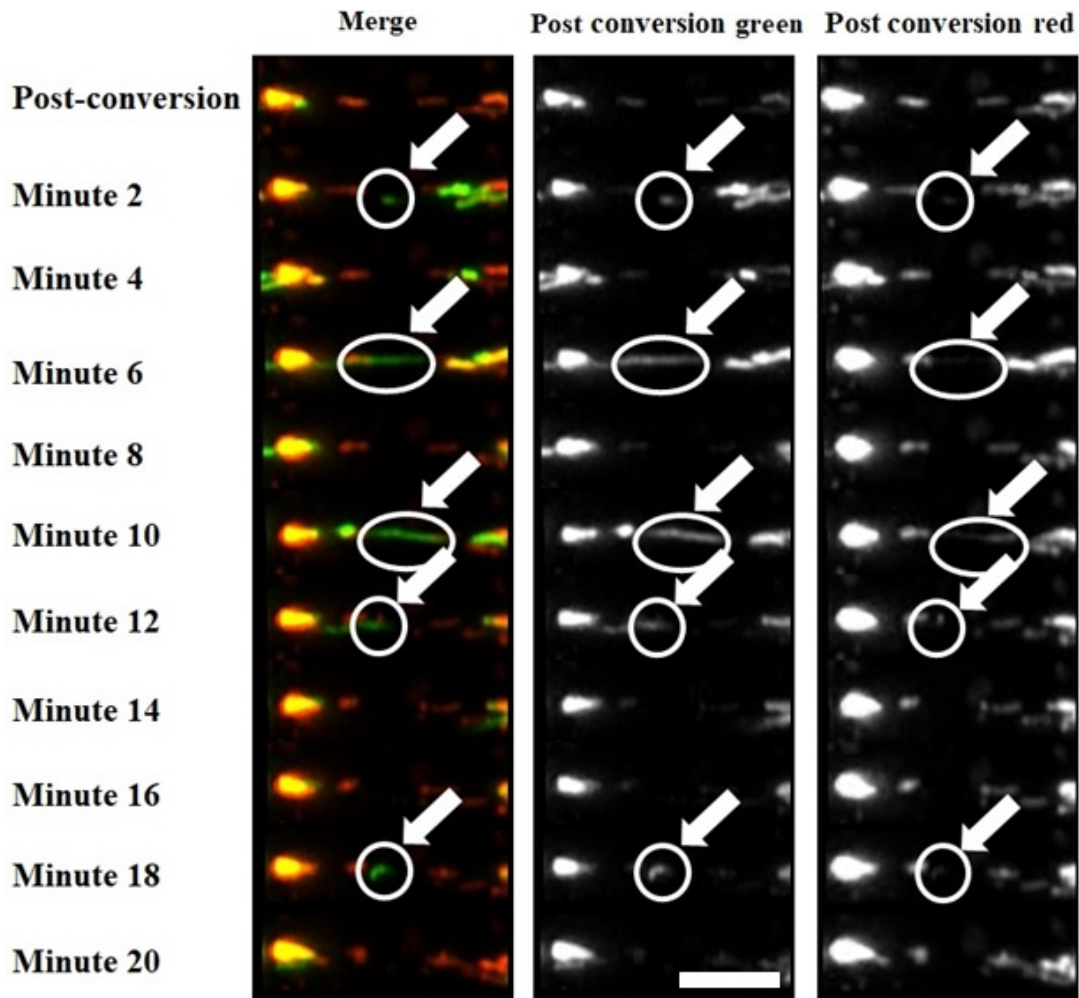 Merge
Post conversion green
Post conversion red
Post-conversion
Minute 2
Minute 4
Minute 6
Minute 8
Minute 10
Minute 12
Minute 14
Minute 16
Minute 18
Minute 20